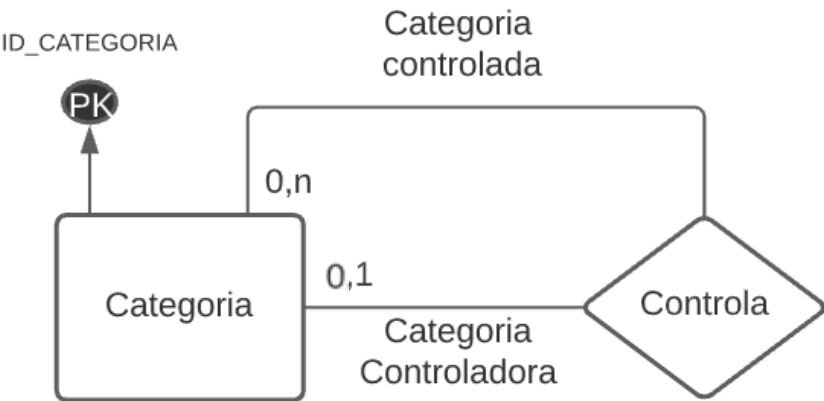 Categoria
controlada
ID_CATEGORIA
PK
0,n
0,1
Categoria
Controla
Categoria
Controladora